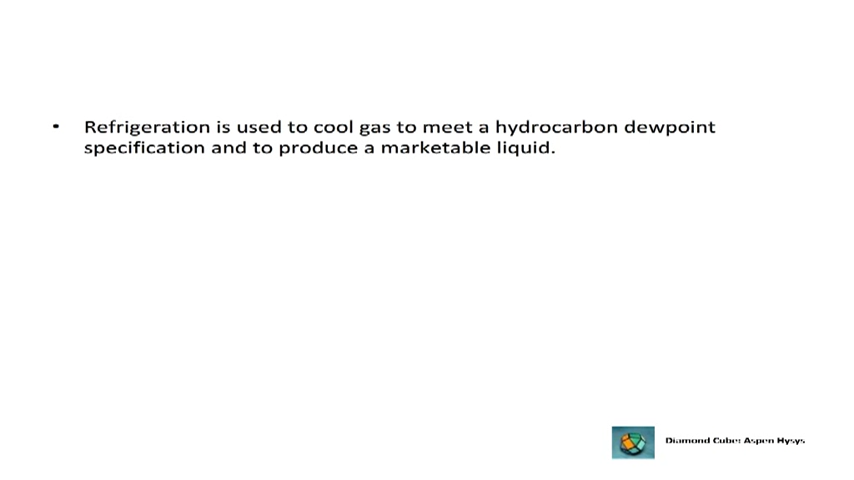 • Refrigeration is used to cool gas to meet a hydrocarbon dewpoint
specification and to produce a marketable liquid.
Diamond Cube: Aspen Hysys